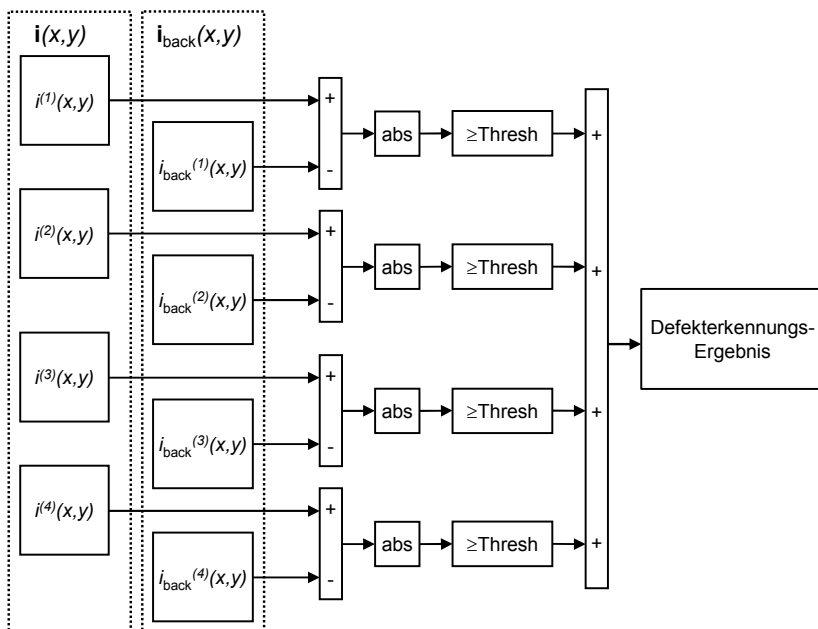 i(x,y) i_back(x,y)
i^(1)(x,y) + abs ≥Thresh +
i_back^(1)(x,y) -
i^(2)(x,y) + abs ≥Thresh +
i_back^(2)(x,y) -
Defekterkennungs-
Ergebnis
i^(3)(x,y) + abs ≥Thresh +
i_back^(3)(x,y) -
i^(4)(x,y) + abs ≥Thresh +
i_back^(4)(x,y) -